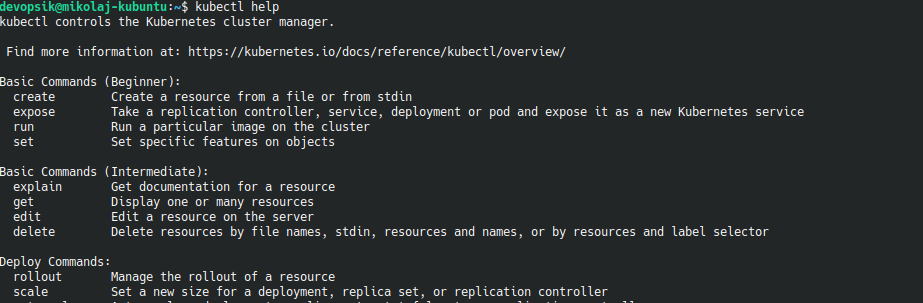 devopsik@mikolaj-kubuntu:~$ kubectl help
kubectl controls the Kubernetes cluster manager.
 Find more information at: https://kubernetes.io/docs/reference/kubectl/overview/
Basic Commands (Beginner):
  create        Create a resource from a file or from stdin
  expose        Take a replication controller, service, deployment or pod and expose it as a new Kubernetes service
  run           Run a particular image on the cluster
  set           Set specific features on objects
Basic Commands (Intermediate):
  explain       Get documentation for a resource
  get           Display one or many resources
  edit          Edit a resource on the server
  delete        Delete resources by file names, stdin, resources and names, or by resources and label selector
Deploy Commands:
  rollout       Manage the rollout of a resource
  scale         Set a new size for a deployment, replica set, or replication controller